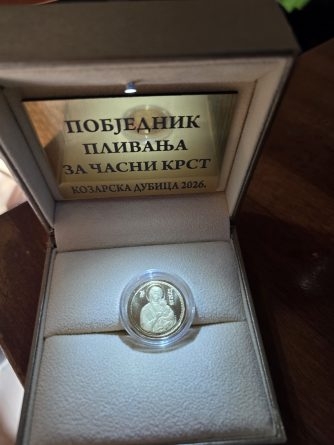 ПОБЈЕДНИК
ПЛИВАЊА
ЗА ЧАСНИ КРСТ
КОЗАРСКА ДУБИЦА 2026.